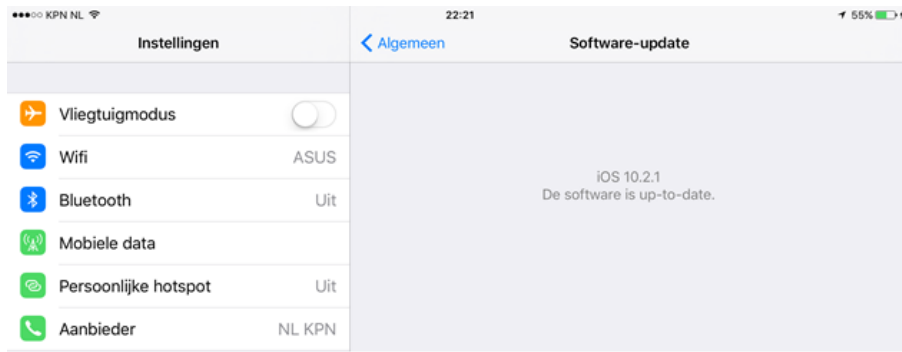 KPN NL 22:21 55%
Instellingen
Algemeen Software-update
Vliegtuigmodus
Wifi ASUS
Bluetooth Uit
Mobiele data
Persoonlijke hotspot Uit
Aanbieder NL KPN
iOS 10.2.1
De software is up-to-date.